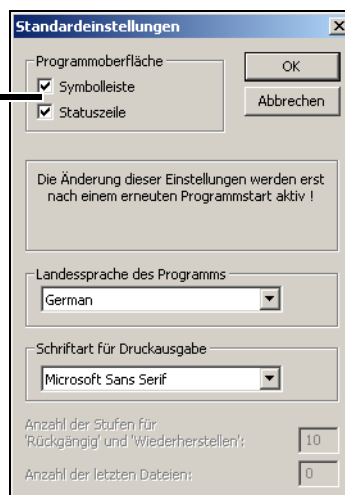 Standardeinstellungen
Programmoberfläche
OK
Symbolleiste
Abbrechen
Statuszeile
Die Änderung dieser Einstellungen werden erst
nach einem erneuten Programmstart aktiv !
Landessprache des Programms
German
Schriftart für Druckausgabe
Microsoft Sans Serif
Anzahl der Stufen für
'Rückgängig' und 'Wiederherstellen':
10
Anzahl der letzten Dateien:
0